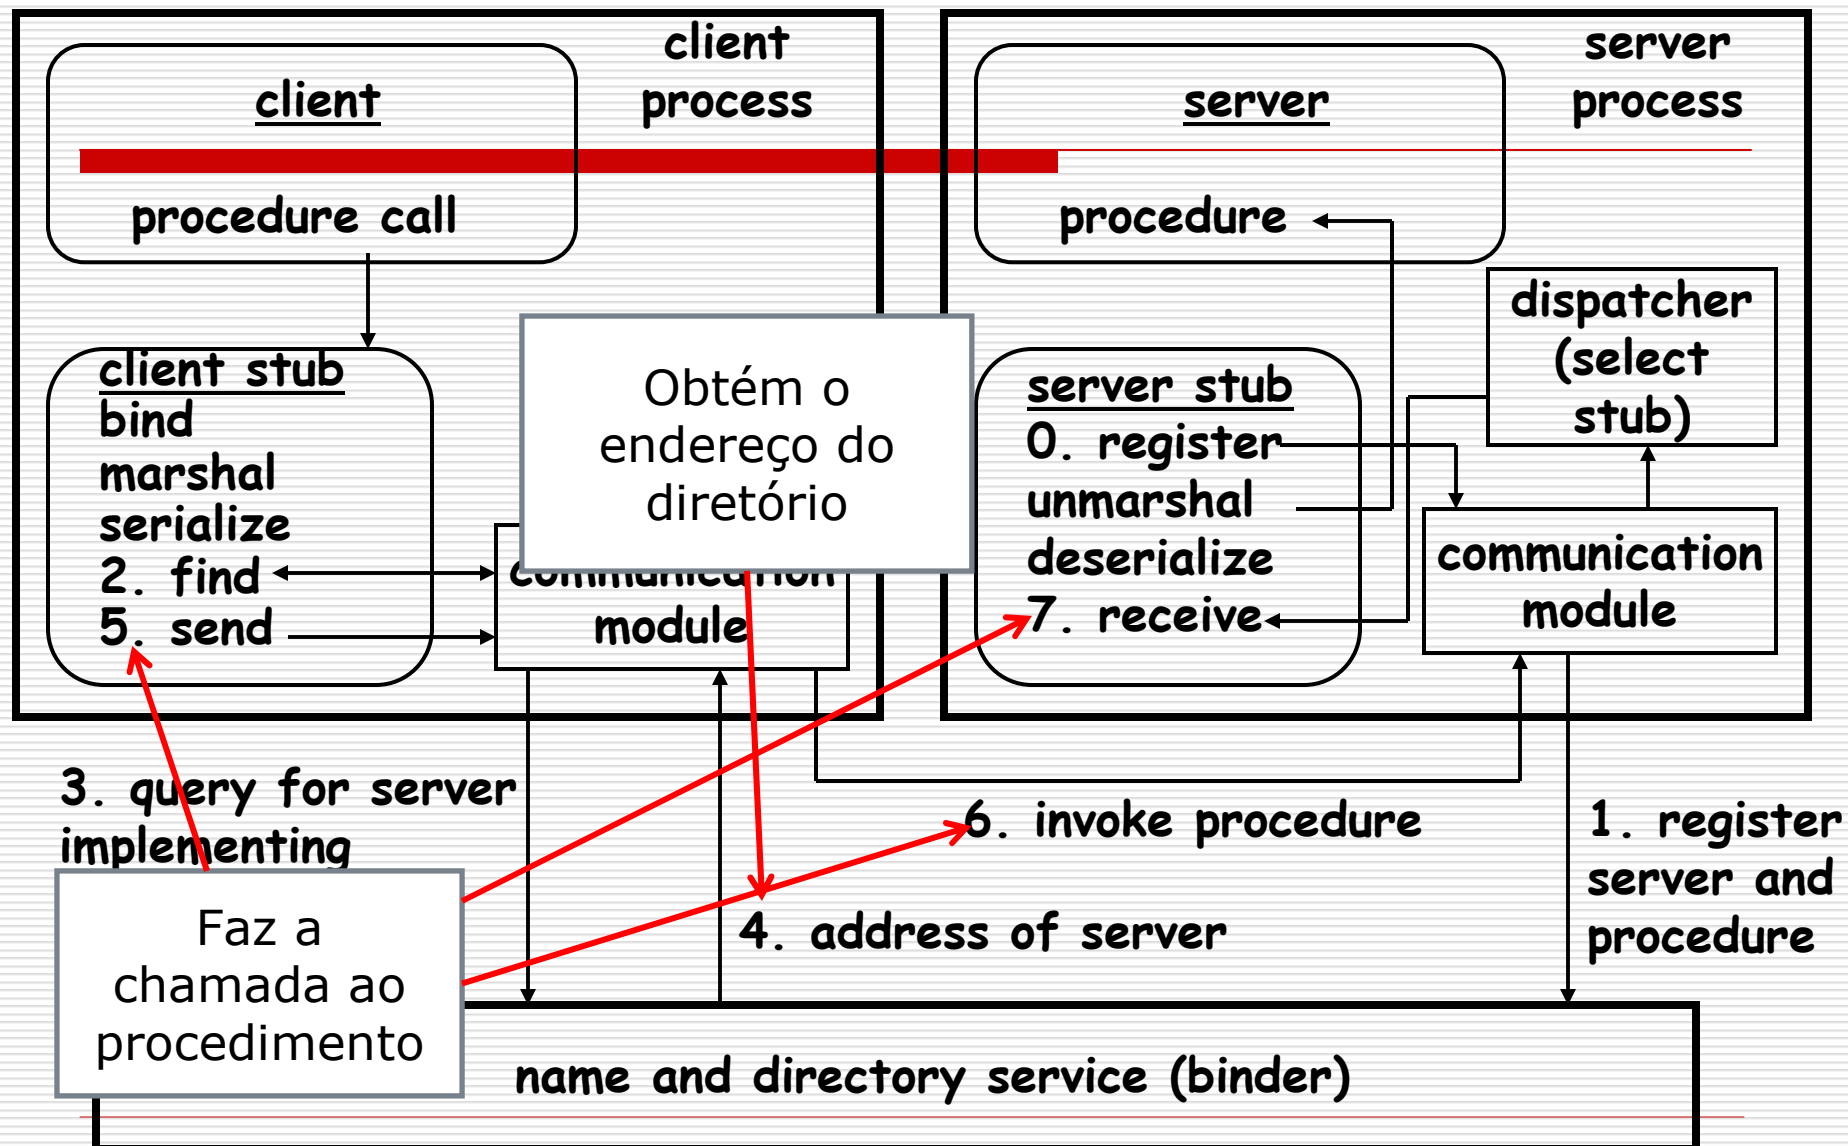 client
process
client
procedure call
client stub
bind
marshal
serialize
2. find
5. send
communication
module
Obtém o
endereço do
diretório
server
process
server
procedure
dispatcher
(select
stub)
server stub
0. register
unmarshal
deserialize
7. receive
communication
module
3. query for server
implementing
Faz a
chamada ao
procedimento
4. address of server
6. invoke procedure
1. register
server and
procedure
name and directory service (binder)